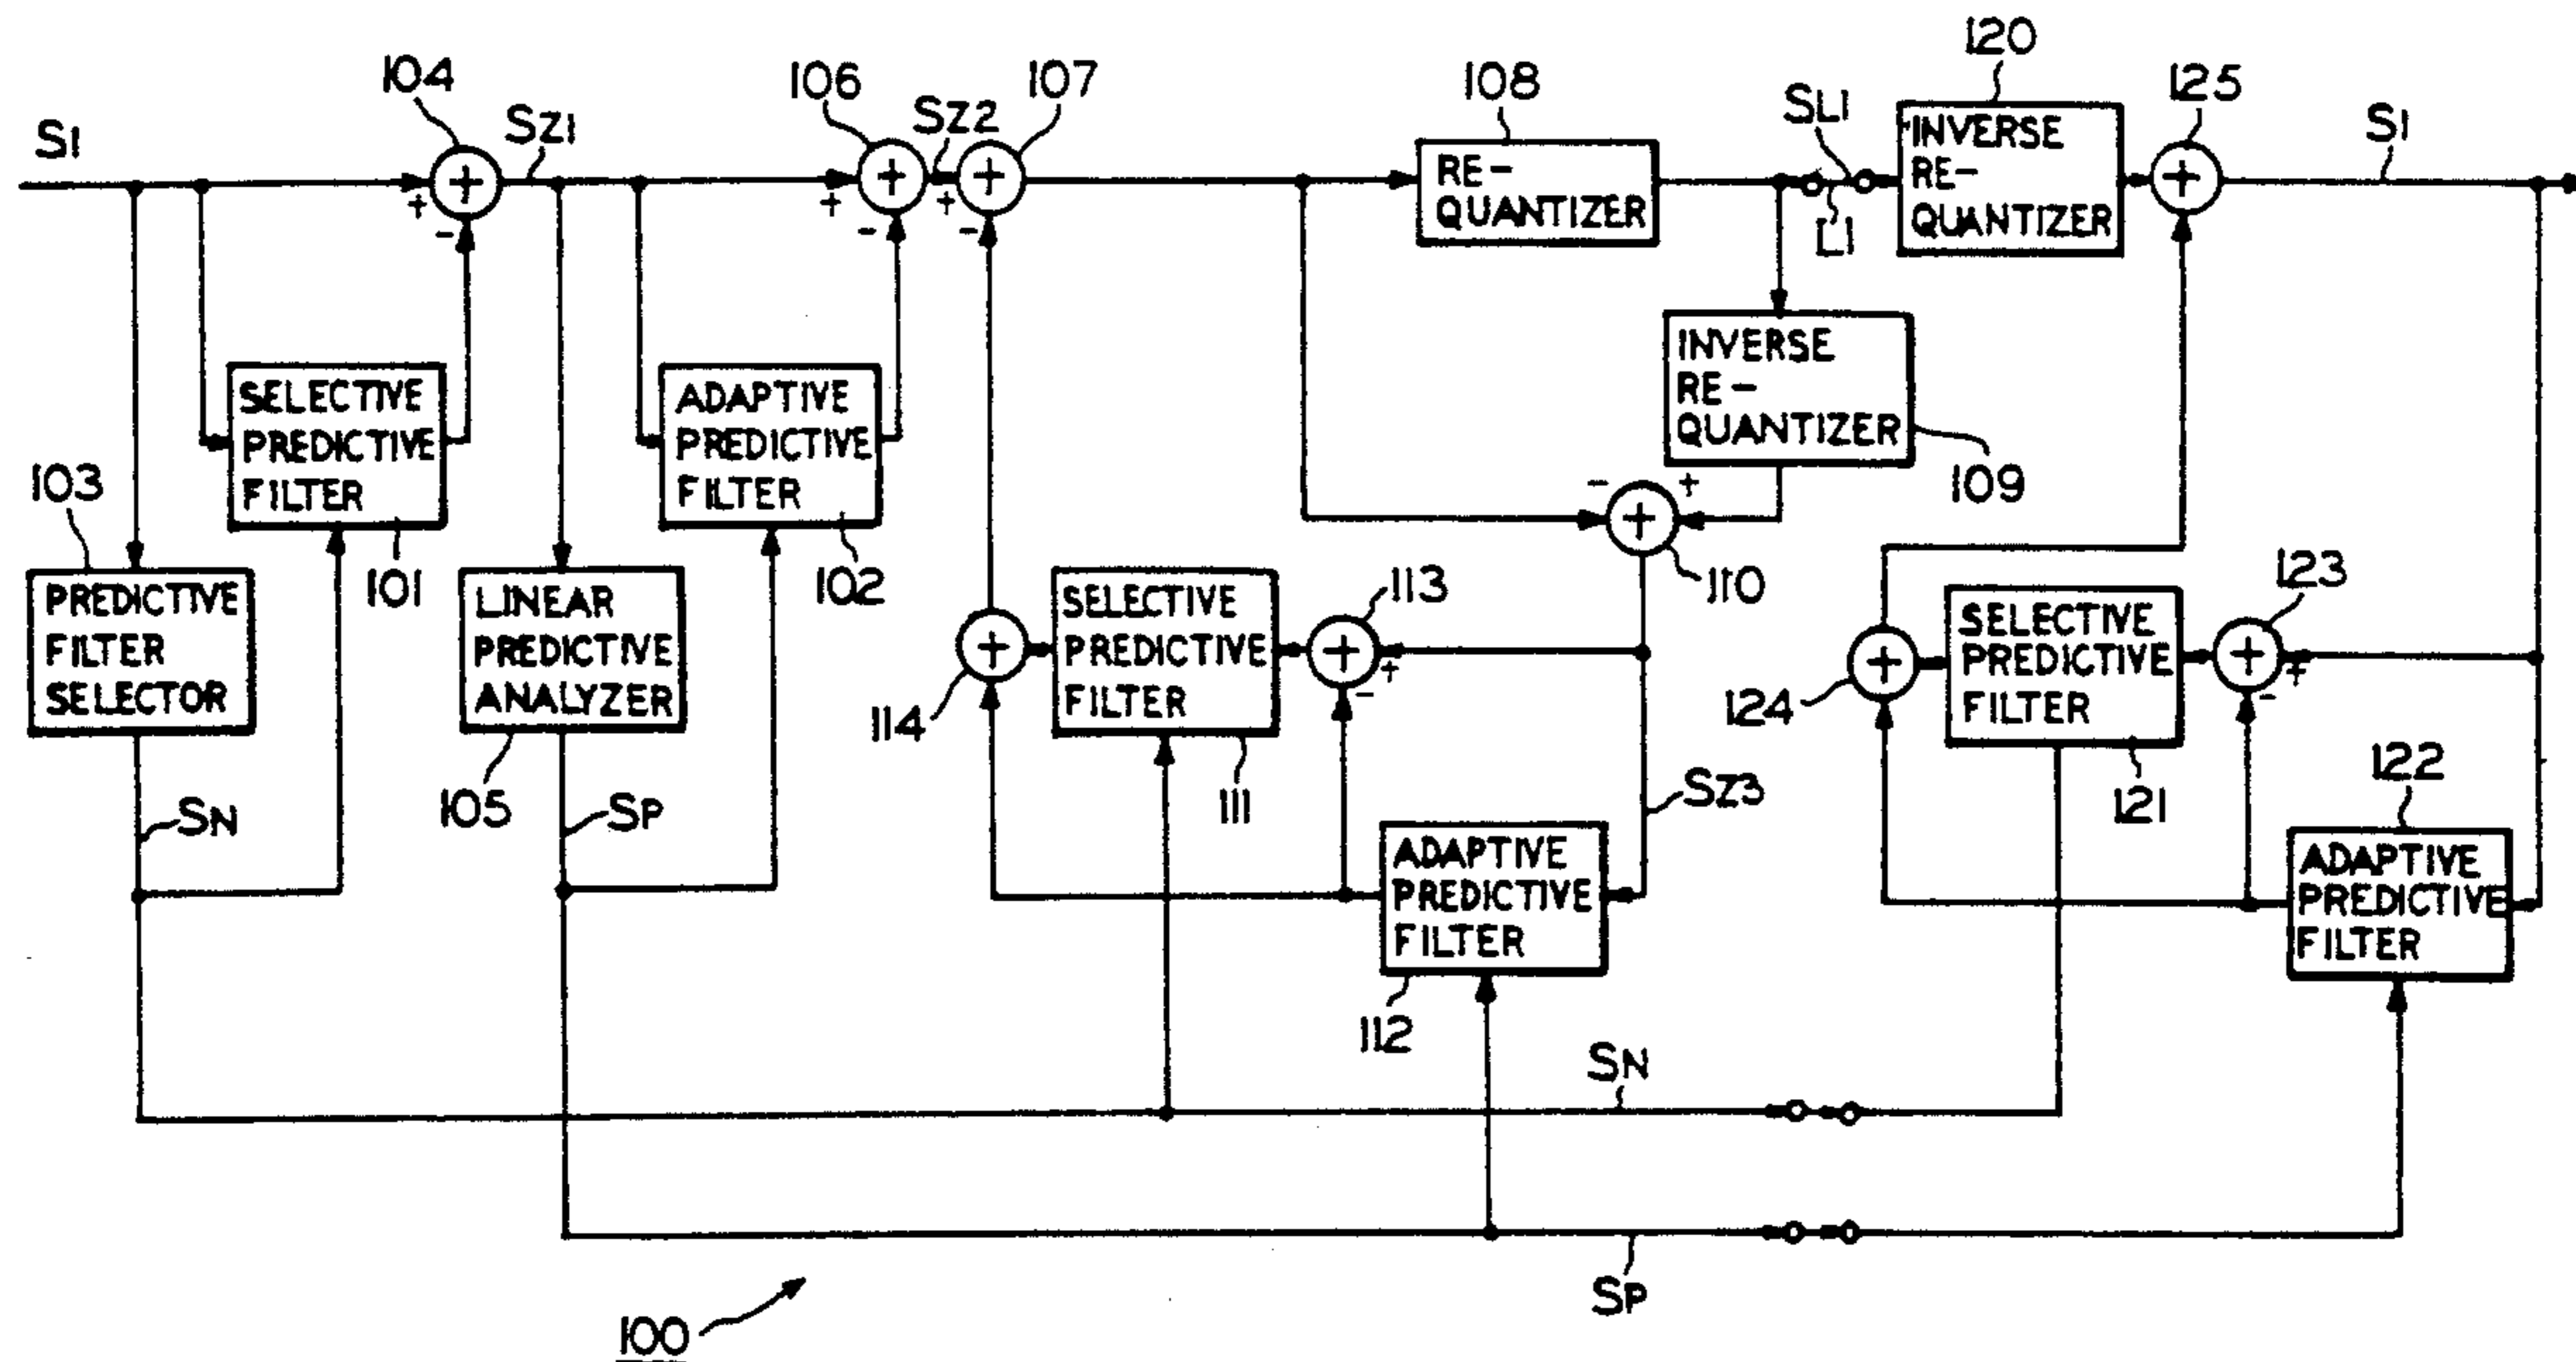 120
104
106
107
108
125
S1
SZ1
SZ2
SL1
S1
+
+
+
+
-
+
-
+
-
RE-
QUANTIZER
L1
INVERSE
RE-
QUANTIZER
+
INVERSE
RE-
QUANTIZER
109
SELECTIVE
PREDICTIVE
FILTER
101
ADAPTIVE
PREDICTIVE
FILTER
102
-
+
+
110
103
PREDICTIVE
FILTER
SELECTOR
LINEAR
PREDICTIVE
ANALYZER
105
+
114
SELECTIVE
PREDICTIVE
FILTER
111
113
+
+
-
124
+
SELECTIVE
PREDICTIVE
FILTER
121
123
+
+
-
SN
SP
SZ3
122
ADAPTIVE
PREDICTIVE
FILTER
112
ADAPTIVE
PREDICTIVE
FILTER
SN
SP
100